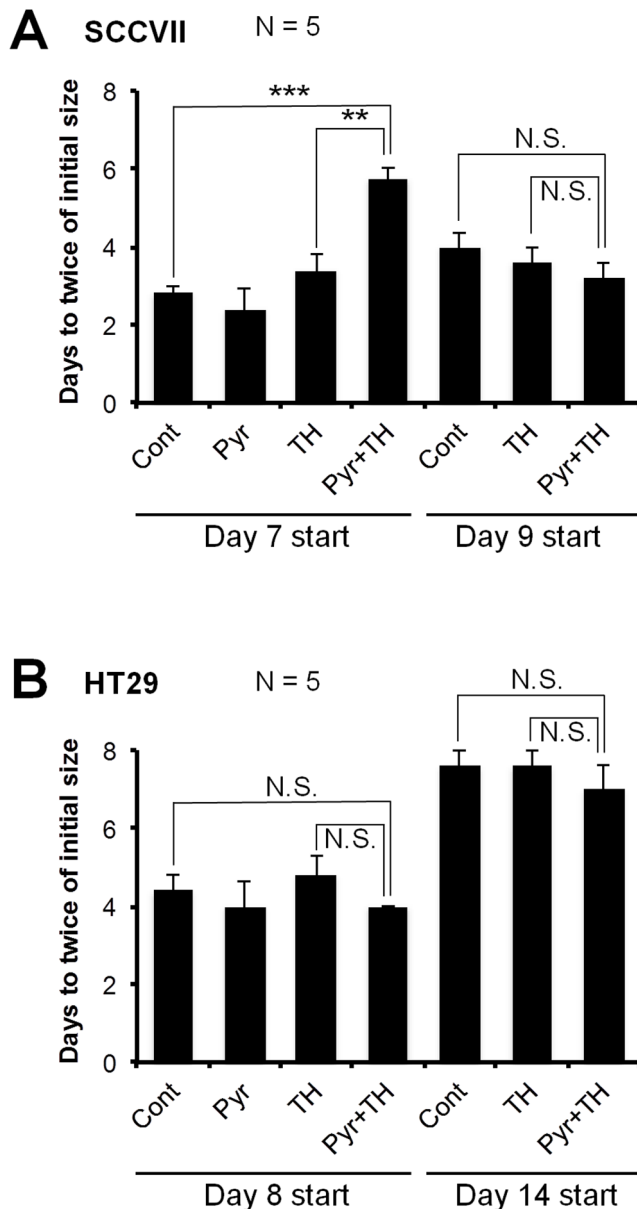 A SCCVII N = 5
Days to twice of initial size
8
6
4
2
0
***
**
N.S.
N.S.
Cont Pyr TH Pyr+TH Cont TH Pyr+TH
Day 7 start Day 9 start
B HT29 N = 5
Days to twice of initial size
8
6
4
2
0
N.S.
N.S.
N.S.
N.S.
Cont Pyr TH Pyr+TH Cont TH Pyr+TH
Day 8 start Day 14 start